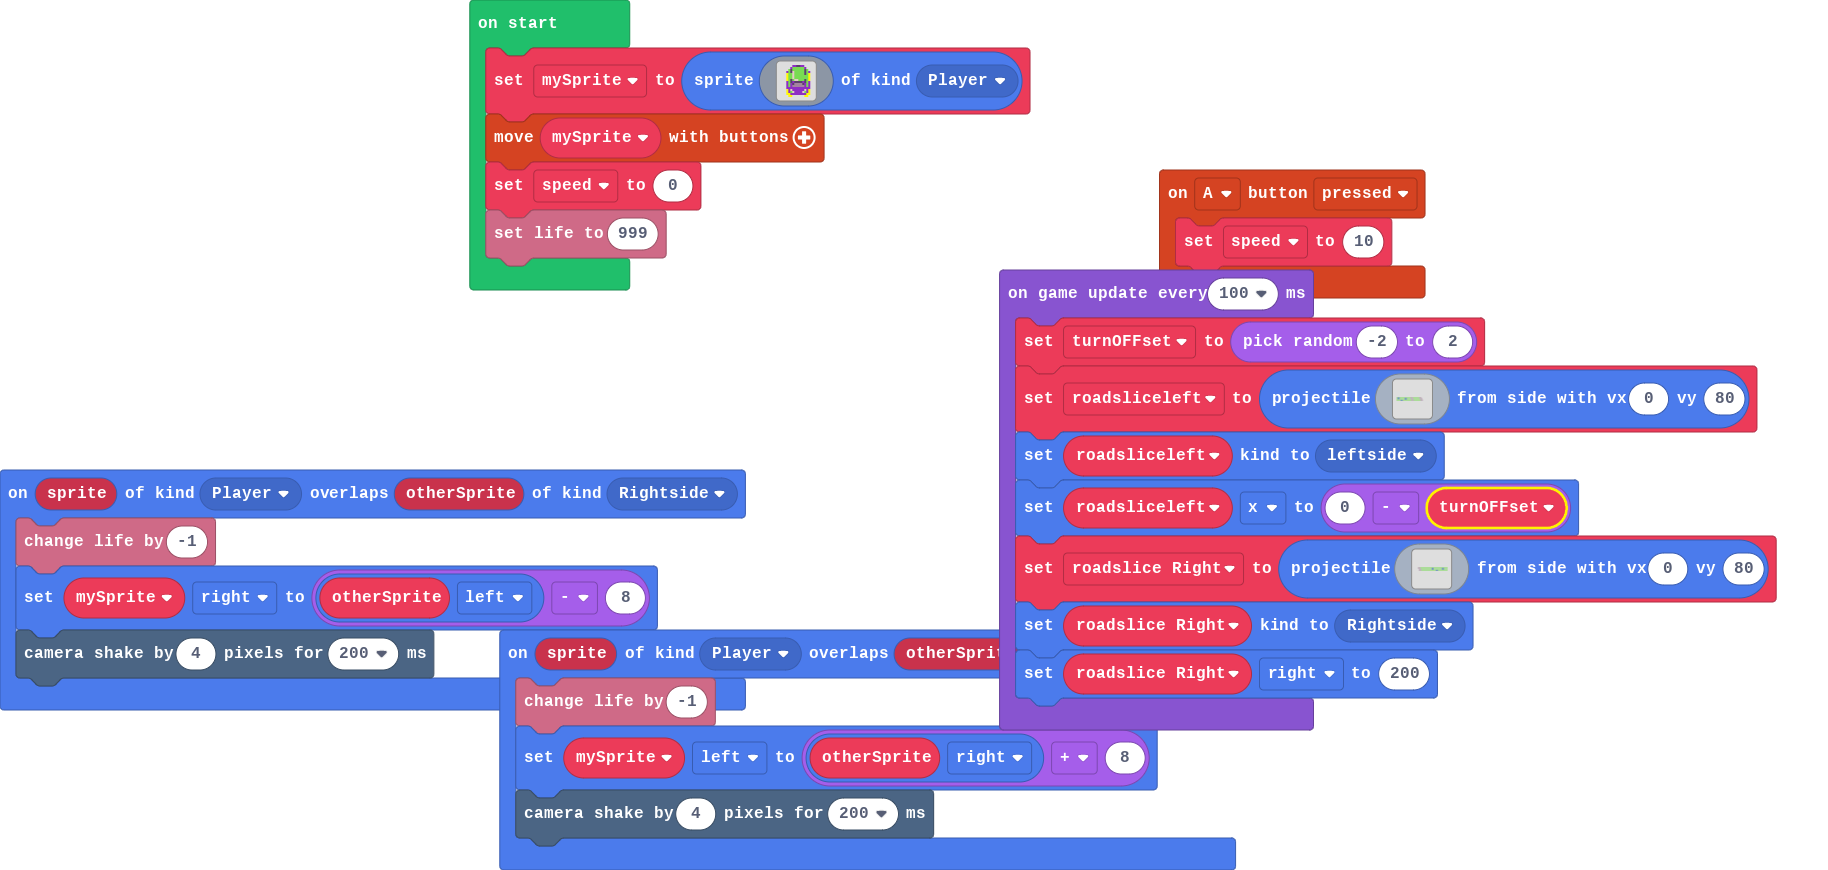 on start
set mySprite to sprite of kind Player
move mySprite with buttons
set speed to 0
set life to 999
on A button pressed
set speed to 10
on game update every 100 ms
set turnOFFset to pick random -2 to 2
set roadsliceleft to projectile from side with vx 0 vy 80
set roadsliceleft kind to leftside
set roadsliceleft x to 0 - turnOFFset
set roadslice Right to projectile from side with vx 0 vy 80
set roadslice Right kind to Rightside
set roadslice Right right to 200
on sprite of kind Player overlaps otherSprite of kind Rightside
change life by -1
set mySprite right to otherSprite left - 8
camera shake by 4 pixels for 200 ms
on sprite of kind Player overlaps
change life by -1
set mySprite left to otherSprite right + 8
camera shake by 4 pixels for 200 ms